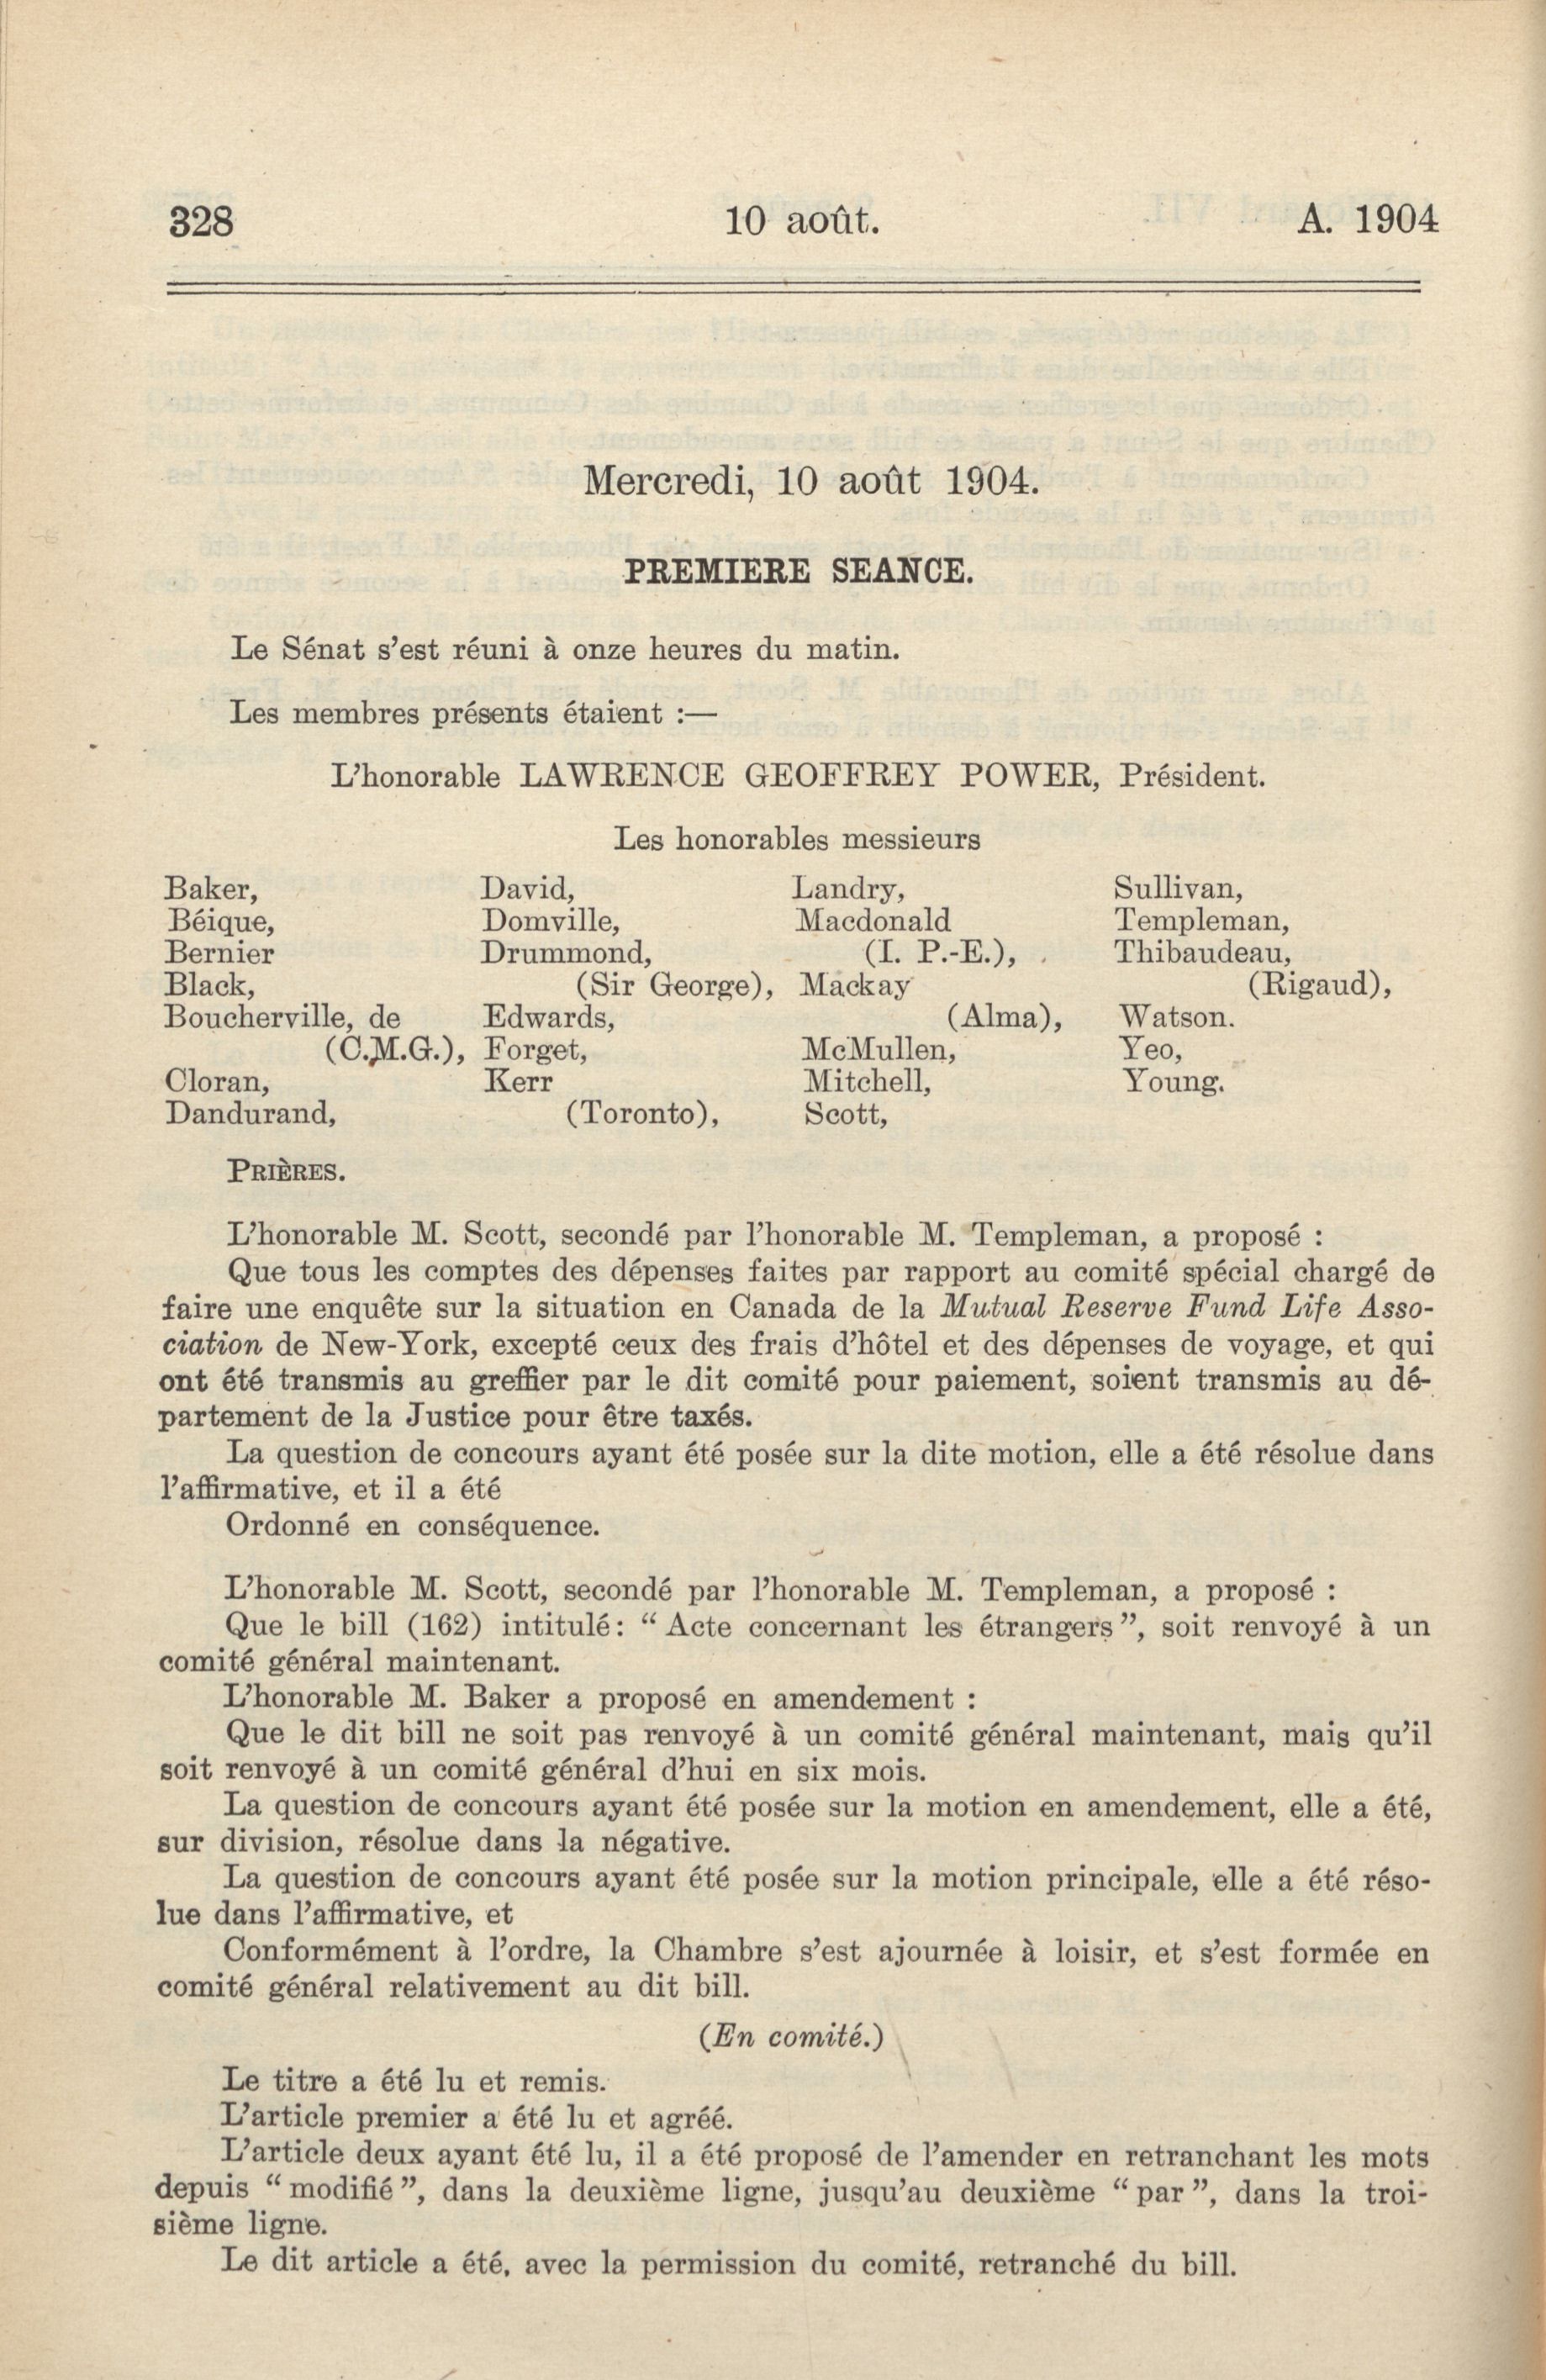 328 10 août. A. 1904
Mercredi, 10 août 1904.
PREMIERE SEANCE.
Le Sénat s'est réuni à onze heures du matin.
Les membres présents étaient :—
L'honorable LAWRENCE GEOFFREY POWER, Président.
Les honorables messieurs
Baker,
Béique,
Bernier
Black,
Boucherville, de
(C.M.G.),
Cloran,
Dandurand,
David,
Domville,
Drummond,
(Sir George),
Edwards,
Forget,
Kerr
(Toronto),
Landry,
Macdonald
(I. P.-E.),
Mackay
(Alma),
McMullen,
Mitchell,
Scott,
Sullivan,
Templeman,
Thibaudeau,
(Rigaud),
Watson.
Yeo,
Young.
PRIÈRES.
L'honorable M. Scott, secondé par l'honorable M. Templeman, a proposé :
Que tous les comptes des dépenses faites par rapport au comité spécial chargé de
faire une enquête sur la situation en Canada de la Mutual Reserve Fund Life Asso-
ciation de New-York, excepté ceux des frais d'hôtel et des dépenses de voyage, et qui
ont été transmis au greffier par le dit comité pour paiement, soient transmis au dé-
partement de la Justice pour être taxés.
La question de concours ayant été posée sur la dite motion, elle a été résolue dans
l'affirmative, et il a été
Ordonné en conséquence.
L'honorable M. Scott, secondé par l'honorable M. Templeman, a proposé :
Que le bill (162) intitulé: “ Acte concernant les étrangers ”, soit renvoyé à un
comité général maintenant.
L'honorable M. Baker a proposé en amendement :
Que le dit bill ne soit pas renvoyé à un comité général maintenant, mais qu'il
soit renvoyé à un comité général d'hui en six mois.
La question de concours ayant été posée sur la motion en amendement, elle a été,
sur division, résolue dans la négative.
La question de concours ayant été posée sur la motion principale, elle a été réso-
lue dans l'affirmative, et
Conformément à l'ordre, la Chambre s'est ajournée à loisir, et s'est formée en
comité général relativement au dit bill.
(En comité.)
Le titre a été lu et remis.
L'article premier a été lu et agréé.
L'article deux ayant été lu, il a été proposé de l'amender en retranchant les mots
depuis “ modifié ”, dans la deuxième ligne, jusqu'au deuxième “ par ”, dans la troi-
sième ligne.
Le dit article a été, avec la permission du comité, retranché du bill.